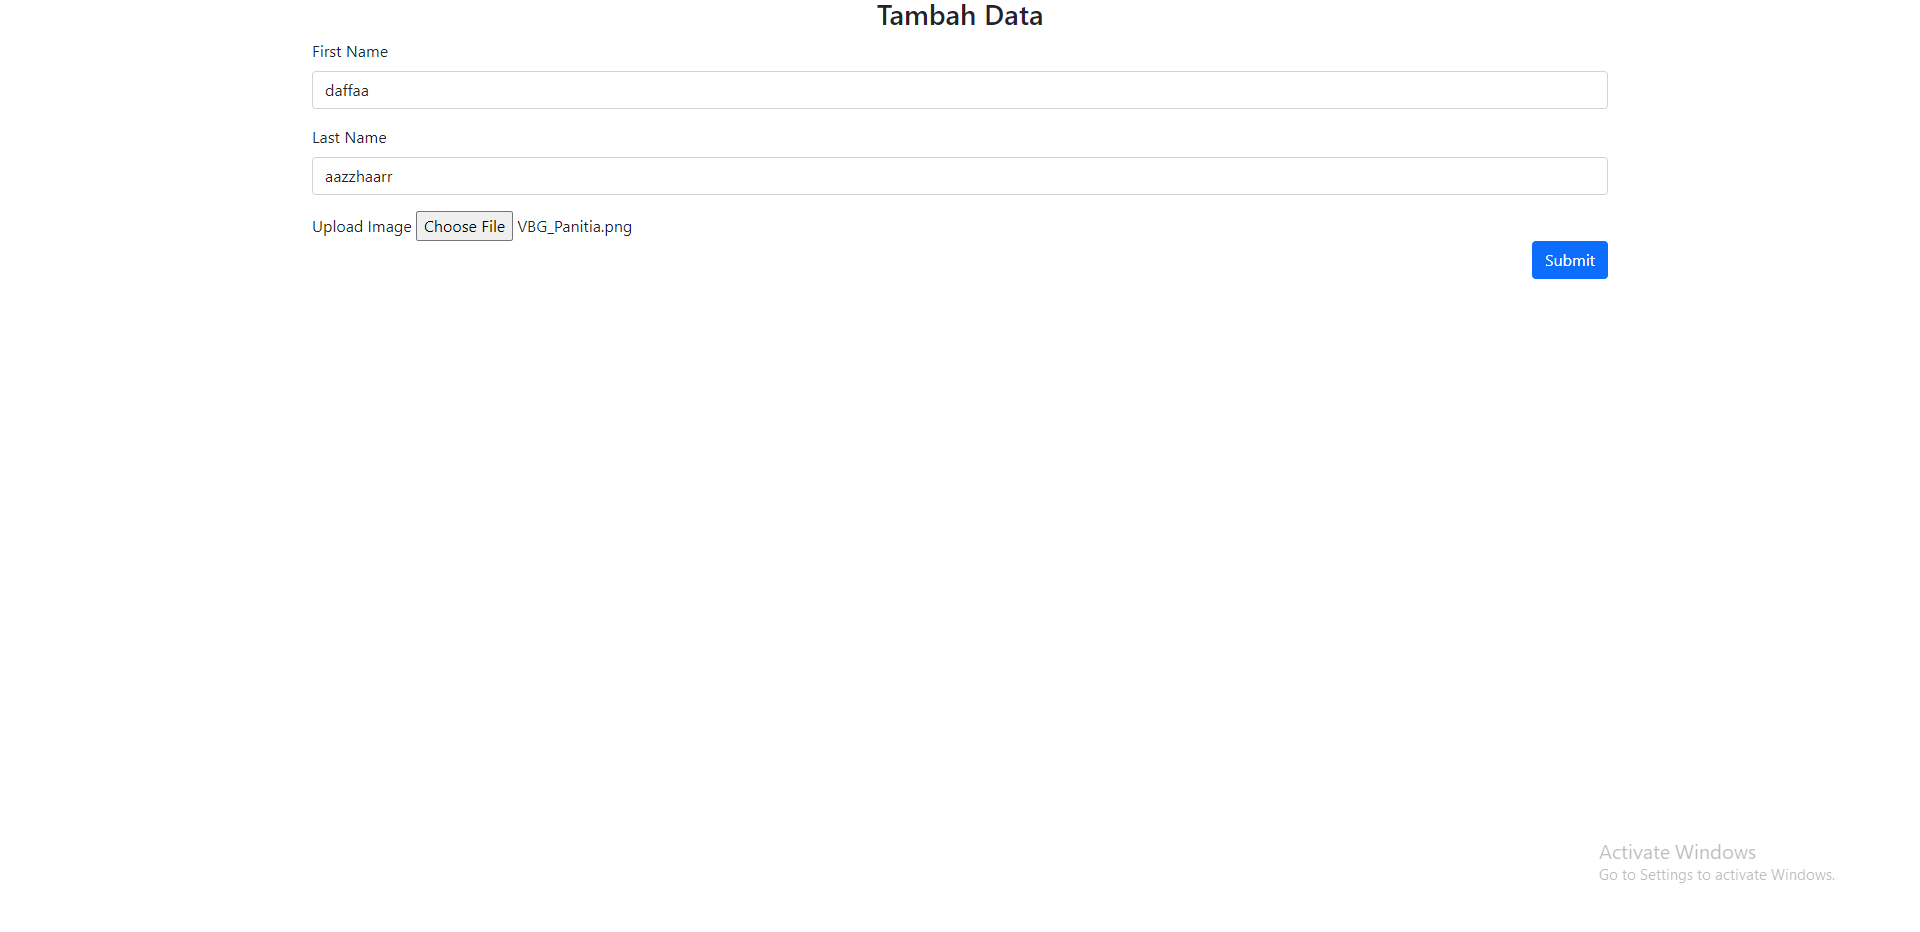 Tambah Data
First Name
daffaa
Last Name
aazzhaarr
Upload Image Choose File VBG_Panitia.png
Submit
Activate Windows
Go to Settings to activate Windows.